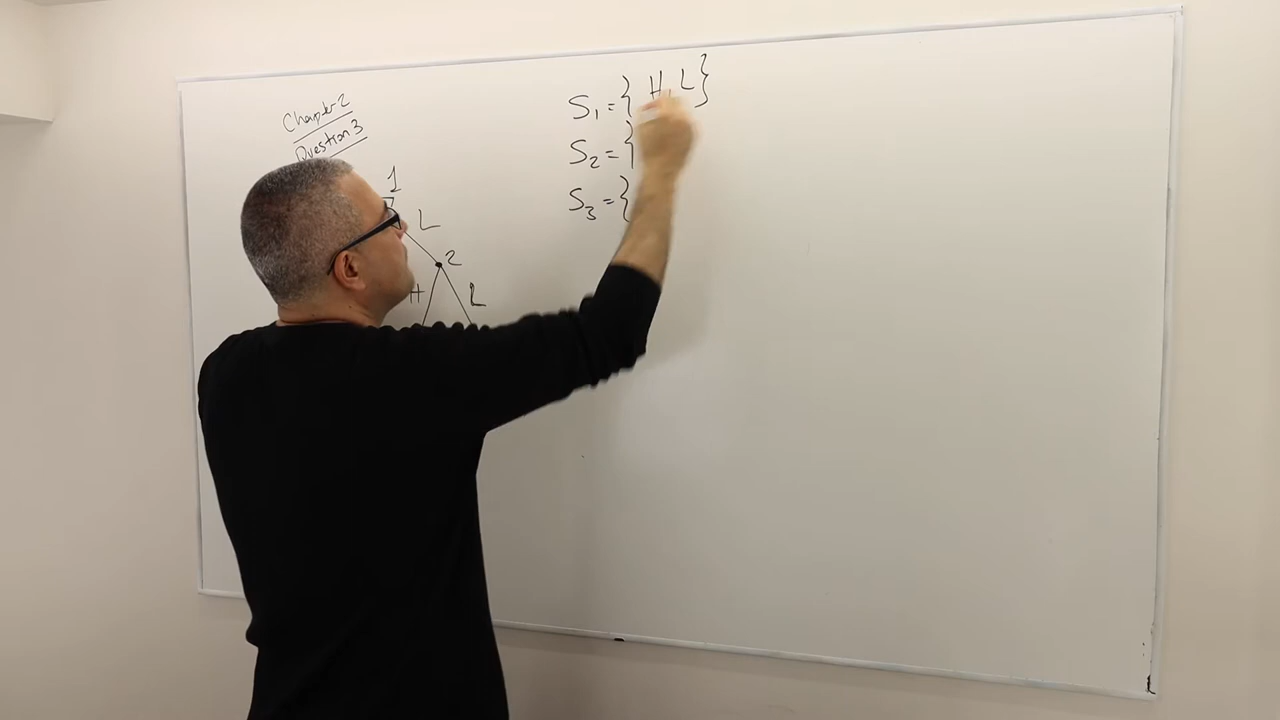 Chapter 2
Question 3
S1 = { H, L }
S2 = {
S3 = {
1
L
2
H
L